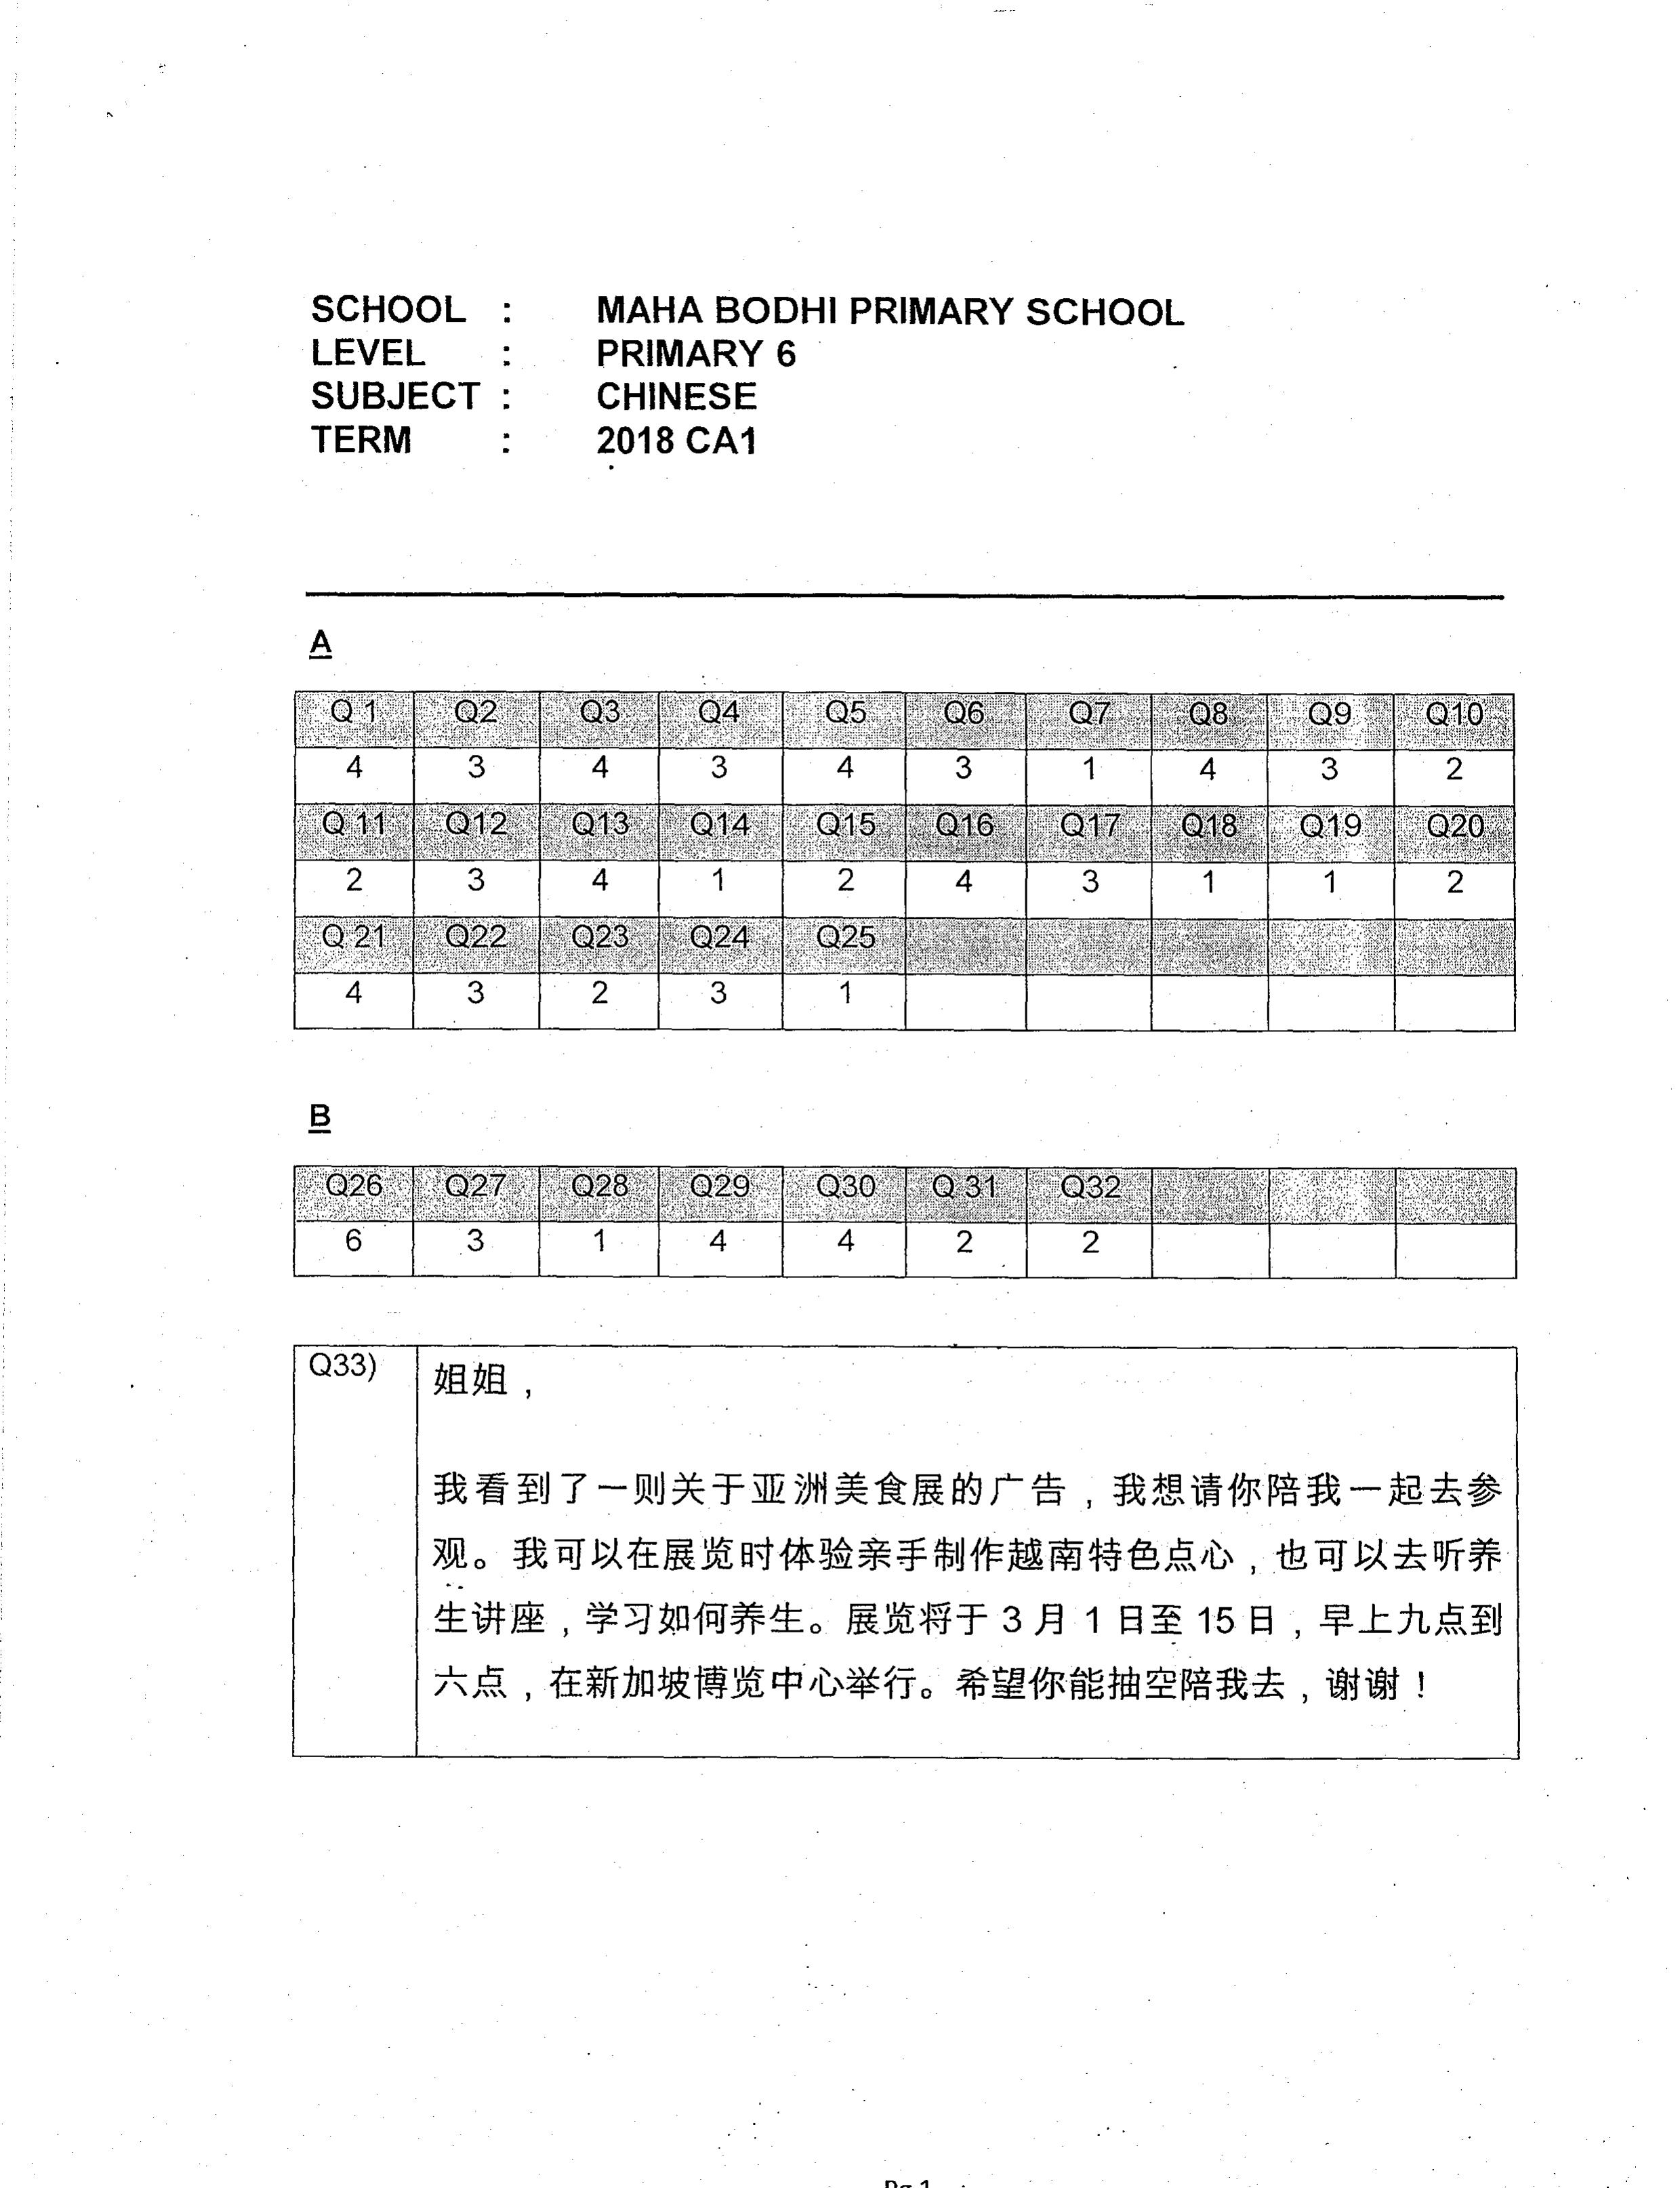 SCHOOL : MAHA BODHI PRIMARY SCHOOL
LEVEL : PRIMARY 6
SUBJECT : CHINESE
TERM : 2018 CA1
A
Q 1 Q2 Q3 Q4 Q5 Q6 Q7 Q8 Q9 Q10
4 3 4 3 4 3 1 4 3 2
Q 11 Q12 Q13 Q14 Q15 Q16 Q17 Q18 Q19 Q20
2 3 4 1 2 4 3 1 1 2
Q 21 Q22 Q23 Q24 Q25
4 3 2 3 1
B
Q26 Q27 Q28 Q29 Q30 Q 31 Q32
6 3 1 4 4 2 2
Q33) 姐姐，
我看到了一则关于亚洲美食展的广告，我想请你陪我一起去参
观。我可以在展览时体验亲手制作越南特色点心，也可以去听养
生讲座，学习如何养生。展览将于 3 月 1 日至 15 日，早上九点到
六点，在新加坡博览中心举行。希望你能抽空陪我去，谢谢！
Pg 1